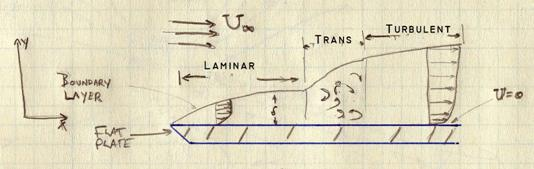 U∞
TRANS
TURBULENT
LAMINAR
BOUNDARY
LAYER
Y
X
δ
U=0
FLAT
PLATE